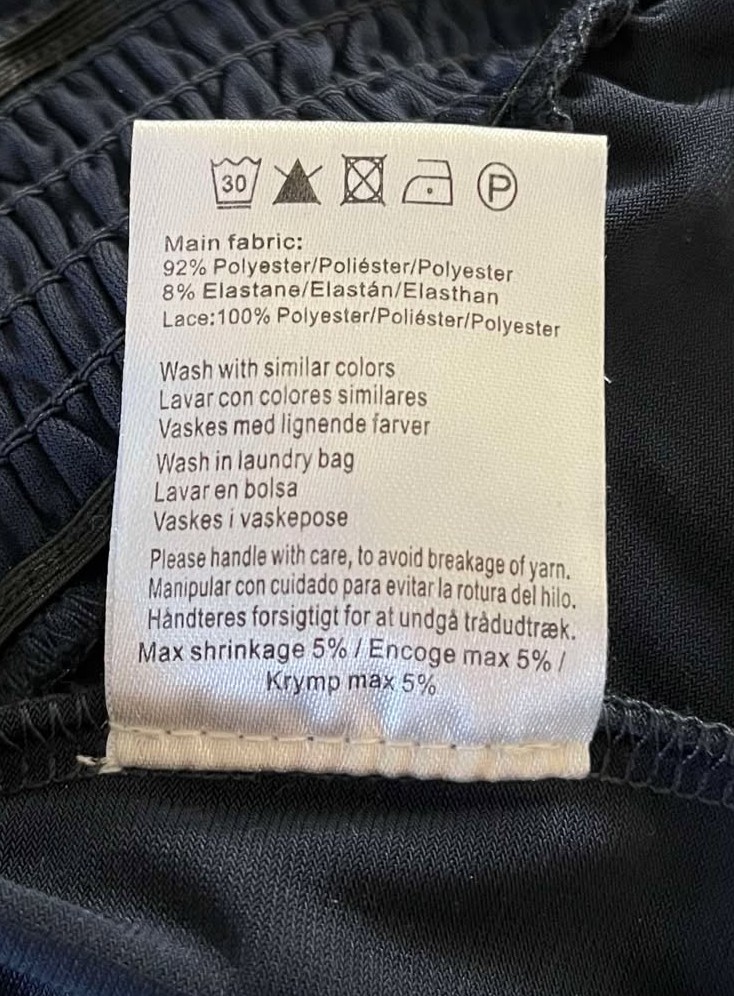 30 P
Main fabric:
92% Polyester/Poliéster/Polyester
8% Elastane/Elastán/Elasthan
Lace:100% Polyester/Poliéster/Polyester
Wash with similar colors
Lavar con colores similares
Vaskes med lignende farver
Wash in laundry bag
Lavar en bolsa
Vaskes i vaskepose
Please handle with care, to avoid breakage of yarn.
Manipular con cuidado para evitar la rotura del hilo.
Håndteres forsigtigt for at undgå trådudtræk.
Max shrinkage 5% / Encoge max 5% /
Krymp max 5%